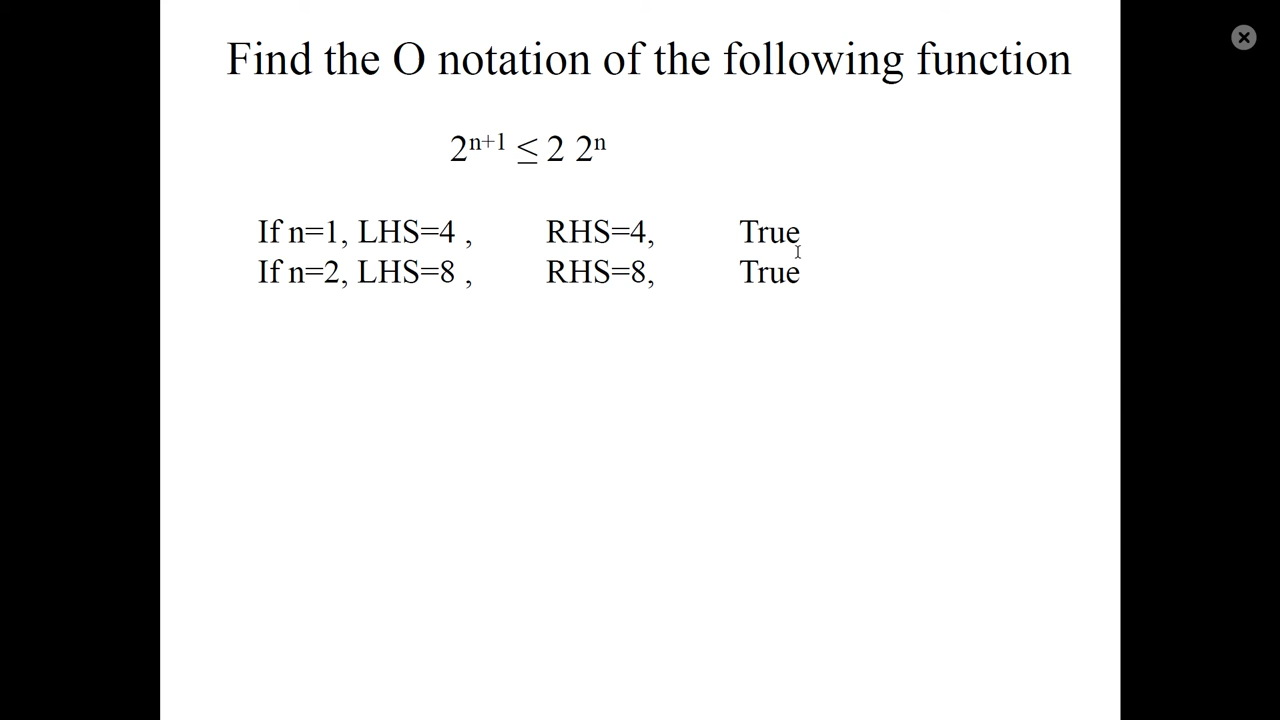 Find the O notation of the following function
2ⁿ⁺¹ ≤ 2 2ⁿ
If n=1, LHS=4 , RHS=4, True
If n=2, LHS=8 , RHS=8, True